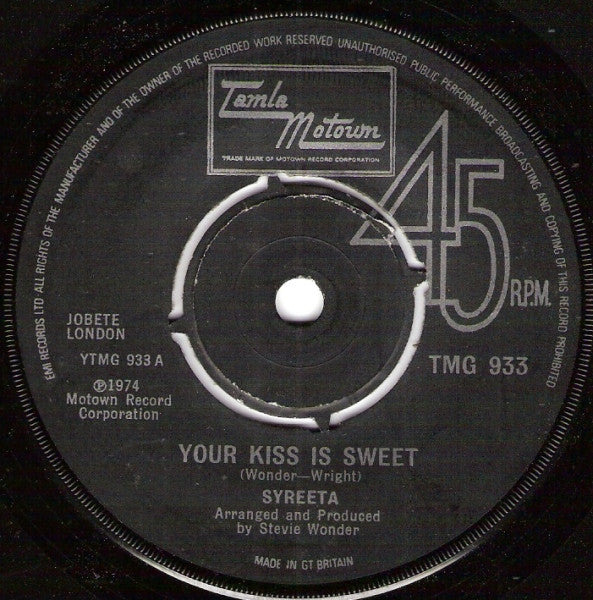 EMI RECORDS LTD ALL RIGHTS OF THE MANUFACTURER AND OF THE OWNER OF THE RECORDED WORK RESERVED UNAUTHORISED PUBLIC PERFORMANCE BROADCASTING AND COPYING OF THIS RECORD PROHIBITED
Tamla
Motown
TRADE MARK OF MOTOWN RECORD CORPORATION
45
R.P.M.
JOBETE
LONDON
YTMG 933 A
TMG 933
℗1974
Motown Record
Corporation
YOUR KISS IS SWEET
(Wonder—Wright)
SYREETA
Arranged and Produced
by Stevie Wonder
MADE IN GT BRITAIN